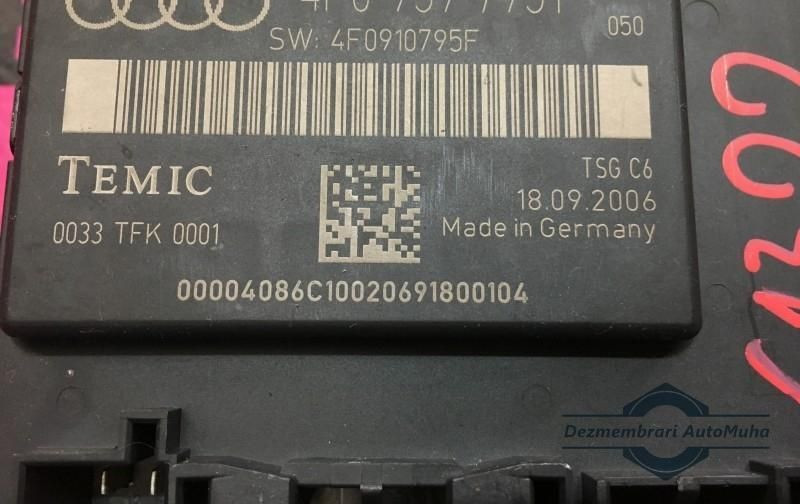 050
SW: 4F0910795F
TEMIC
TSG C6
18.09.2006
0033 TFK 0001
Made in Germany
00004086C10020691800104
Dezmembrari AutoMuha